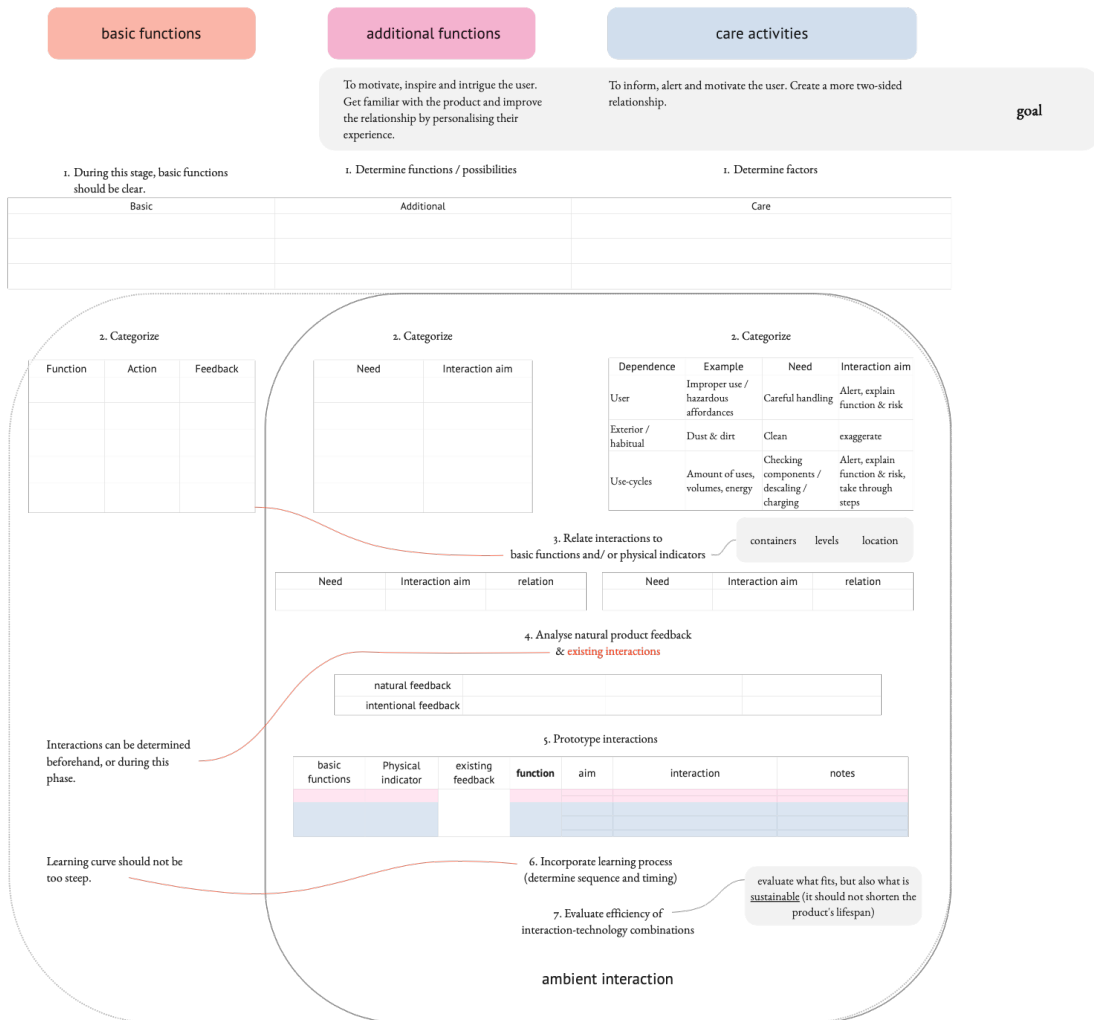 basic functions
additional functions
care activities
To motivate, inspire and intrigue the user.
Get familiar with the product and improve
the relationship by personalising their
experience.
To inform, alert and motivate the user. Create a more two-sided
relationship.
goal
1. During this stage, basic functions
should be clear.
1. Determine functions / possibilities
1. Determine factors
Basic
Additional
Care
2. Categorize
2. Categorize
2. Categorize
Function
Action
Feedback
Need
Interaction aim
Dependence
Example
Need
Interaction aim
User
Improper use /
hazardous
affordances
Careful handling
Alert, explain
function & risk
Exterior /
habitual
Dust & dirt
Clean
exaggerate
Use-cycles
Amount of uses,
volumes, energy
Checking
components /
descaling /
charging
Alert, explain
function & risk,
take through
steps
3. Relate interactions to
basic functions and/ or physical indicators
containers
levels
location
Need
Interaction aim
relation
Need
Interaction aim
relation
4. Analyse natural product feedback
& existing interactions
natural feedback
intentional feedback
Interactions can be determined
beforehand, or during this
phase.
5. Prototype interactions
basic
functions
Physical
indicator
existing
feedback
function
aim
interaction
notes
Learning curve should not be
too steep.
6. Incorporate learning process
(determine sequence and timing)
7. Evaluate efficiency of
interaction-technology combinations
evaluate what fits, but also what is
sustainable (it should not shorten the
product's lifespan)
ambient interaction